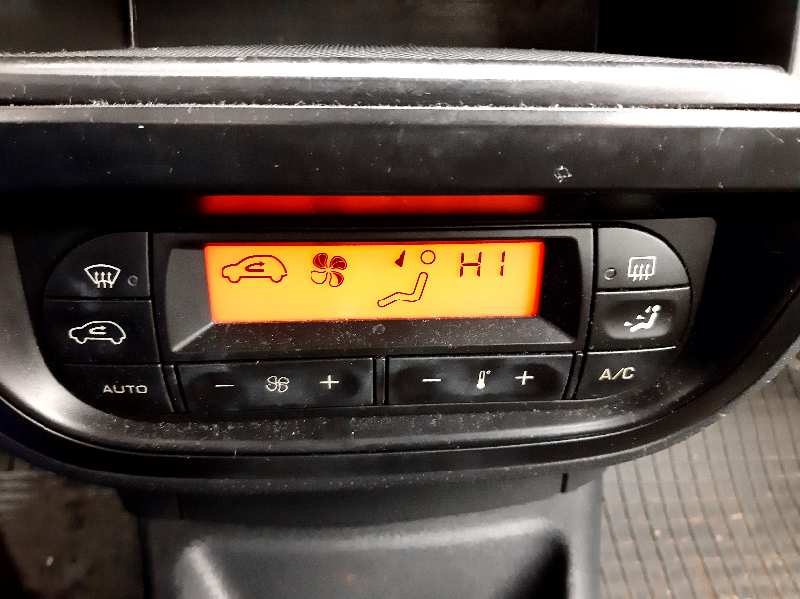 HI
AUTO
- +
- +
A/C